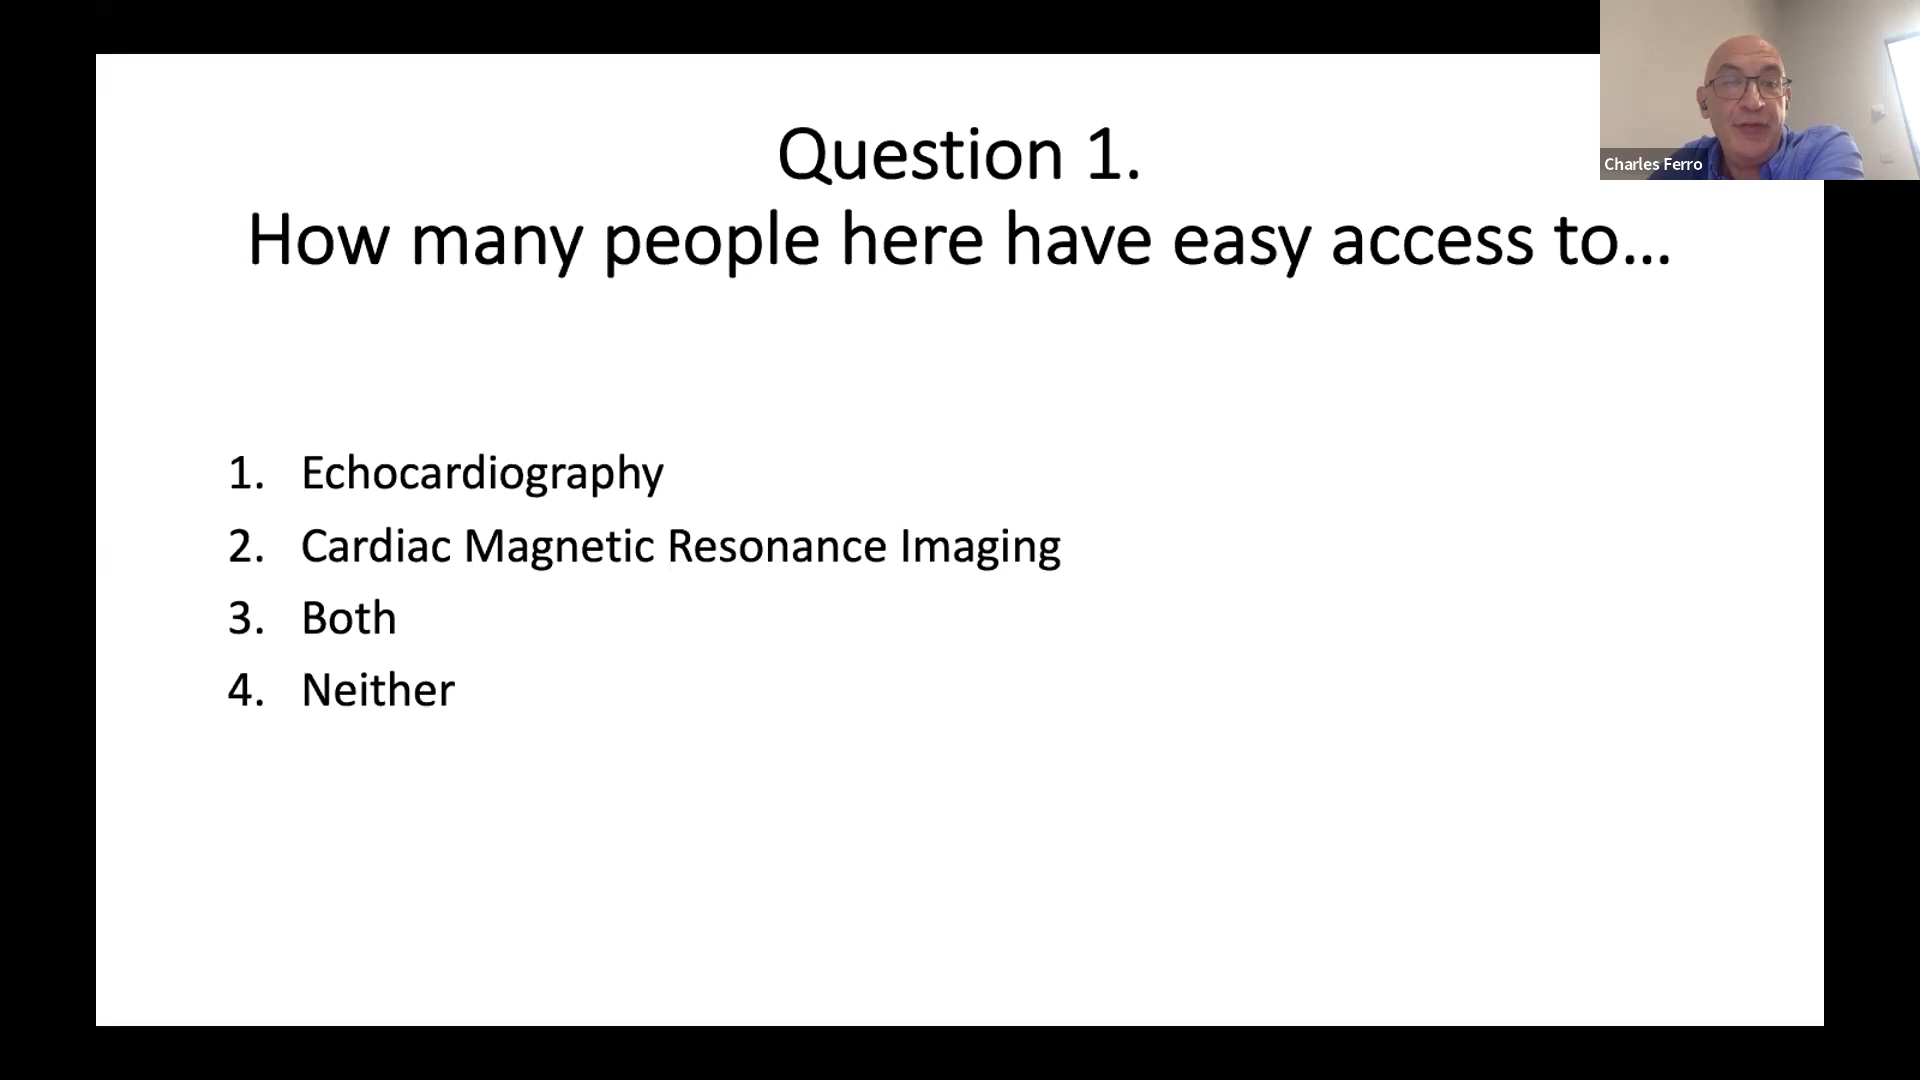 Question 1.
How many people here have easy access to...
Charles Ferro
1. Echocardiography
2. Cardiac Magnetic Resonance Imaging
3. Both
4. Neither